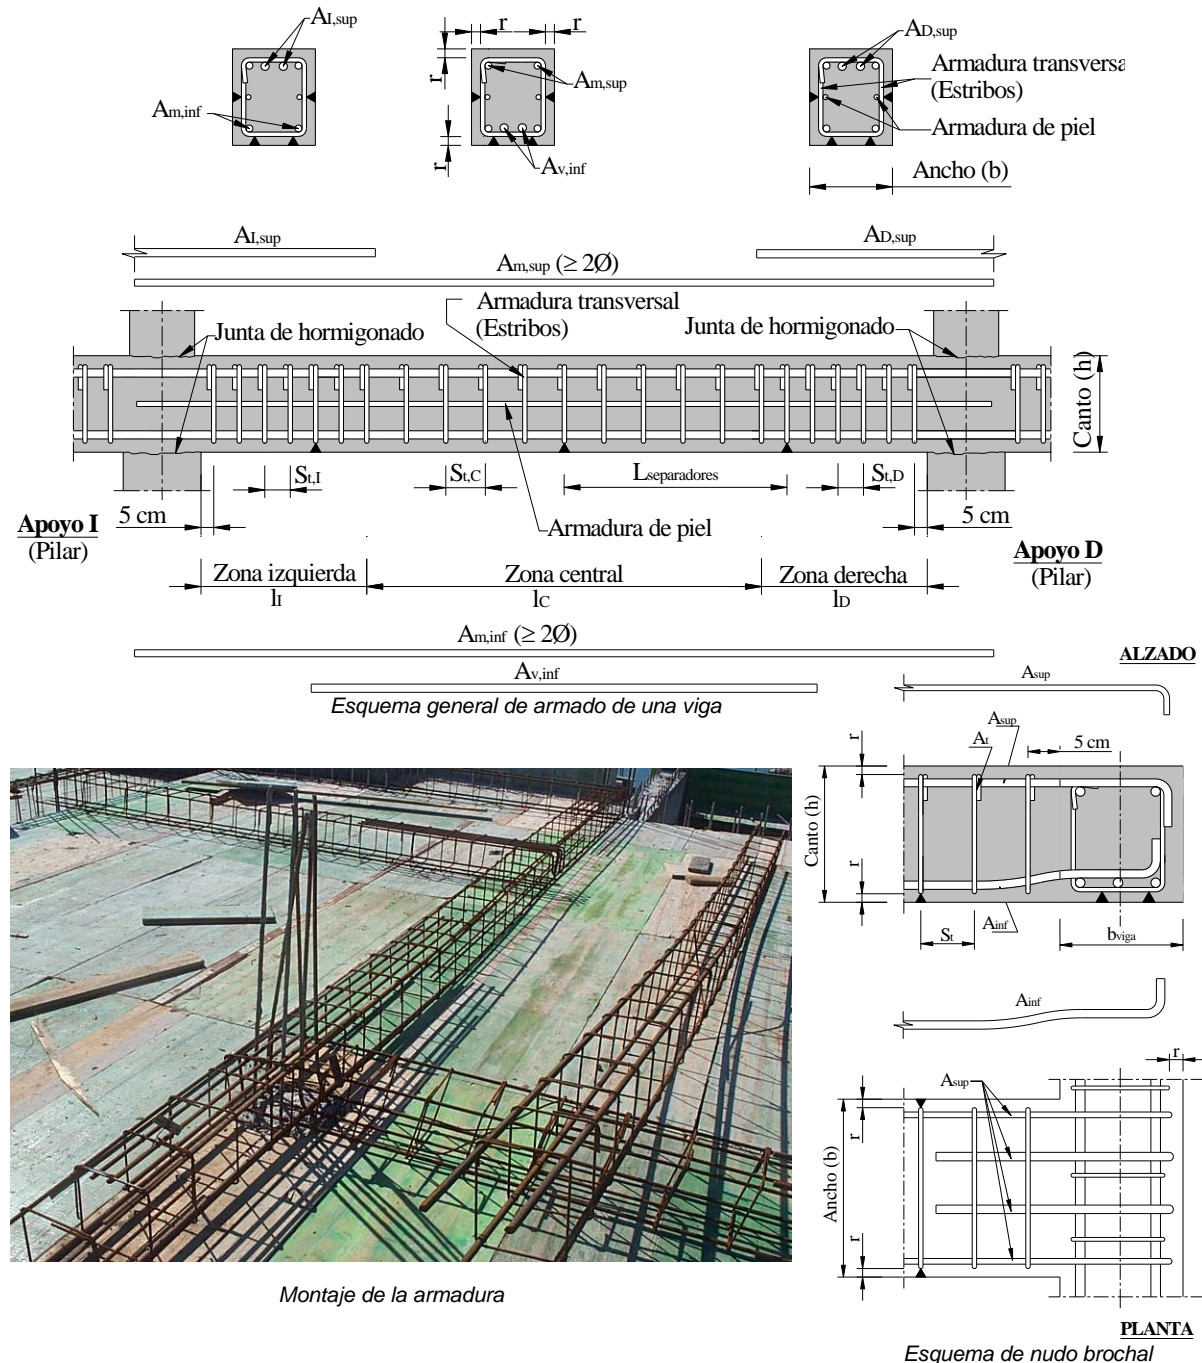 AI,sup
r r
AD,sup
Armadura transversa
(Estribos)
r
Am,sup
Am,inf
Armadura de piel
r
Av,inf
Ancho (b)
AI,sup
AD,sup
Am,sup (≥ 2Ø)
Armadura transversal
(Estribos)
Junta de hormigonado
Junta de hormigonado
Canto (h)
St,I
St,C
Lseparadores
St,D
Apoyo I
(Pilar)
5 cm
Armadura de piel
5 cm
Apoyo D
(Pilar)
Zona izquierda
lI
Zona central
lC
Zona derecha
lD
Am,inf (≥ 2Ø)
Av,inf
Esquema general de armado de una viga
ALZADO
Asup
r
Asup
At
5 cm
Canto (h)
r
Ainf
St
bviga
Ainf
r
Asup
r
Ancho (b)
r
Montaje de la armadura
PLANTA
Esquema de nudo brochal